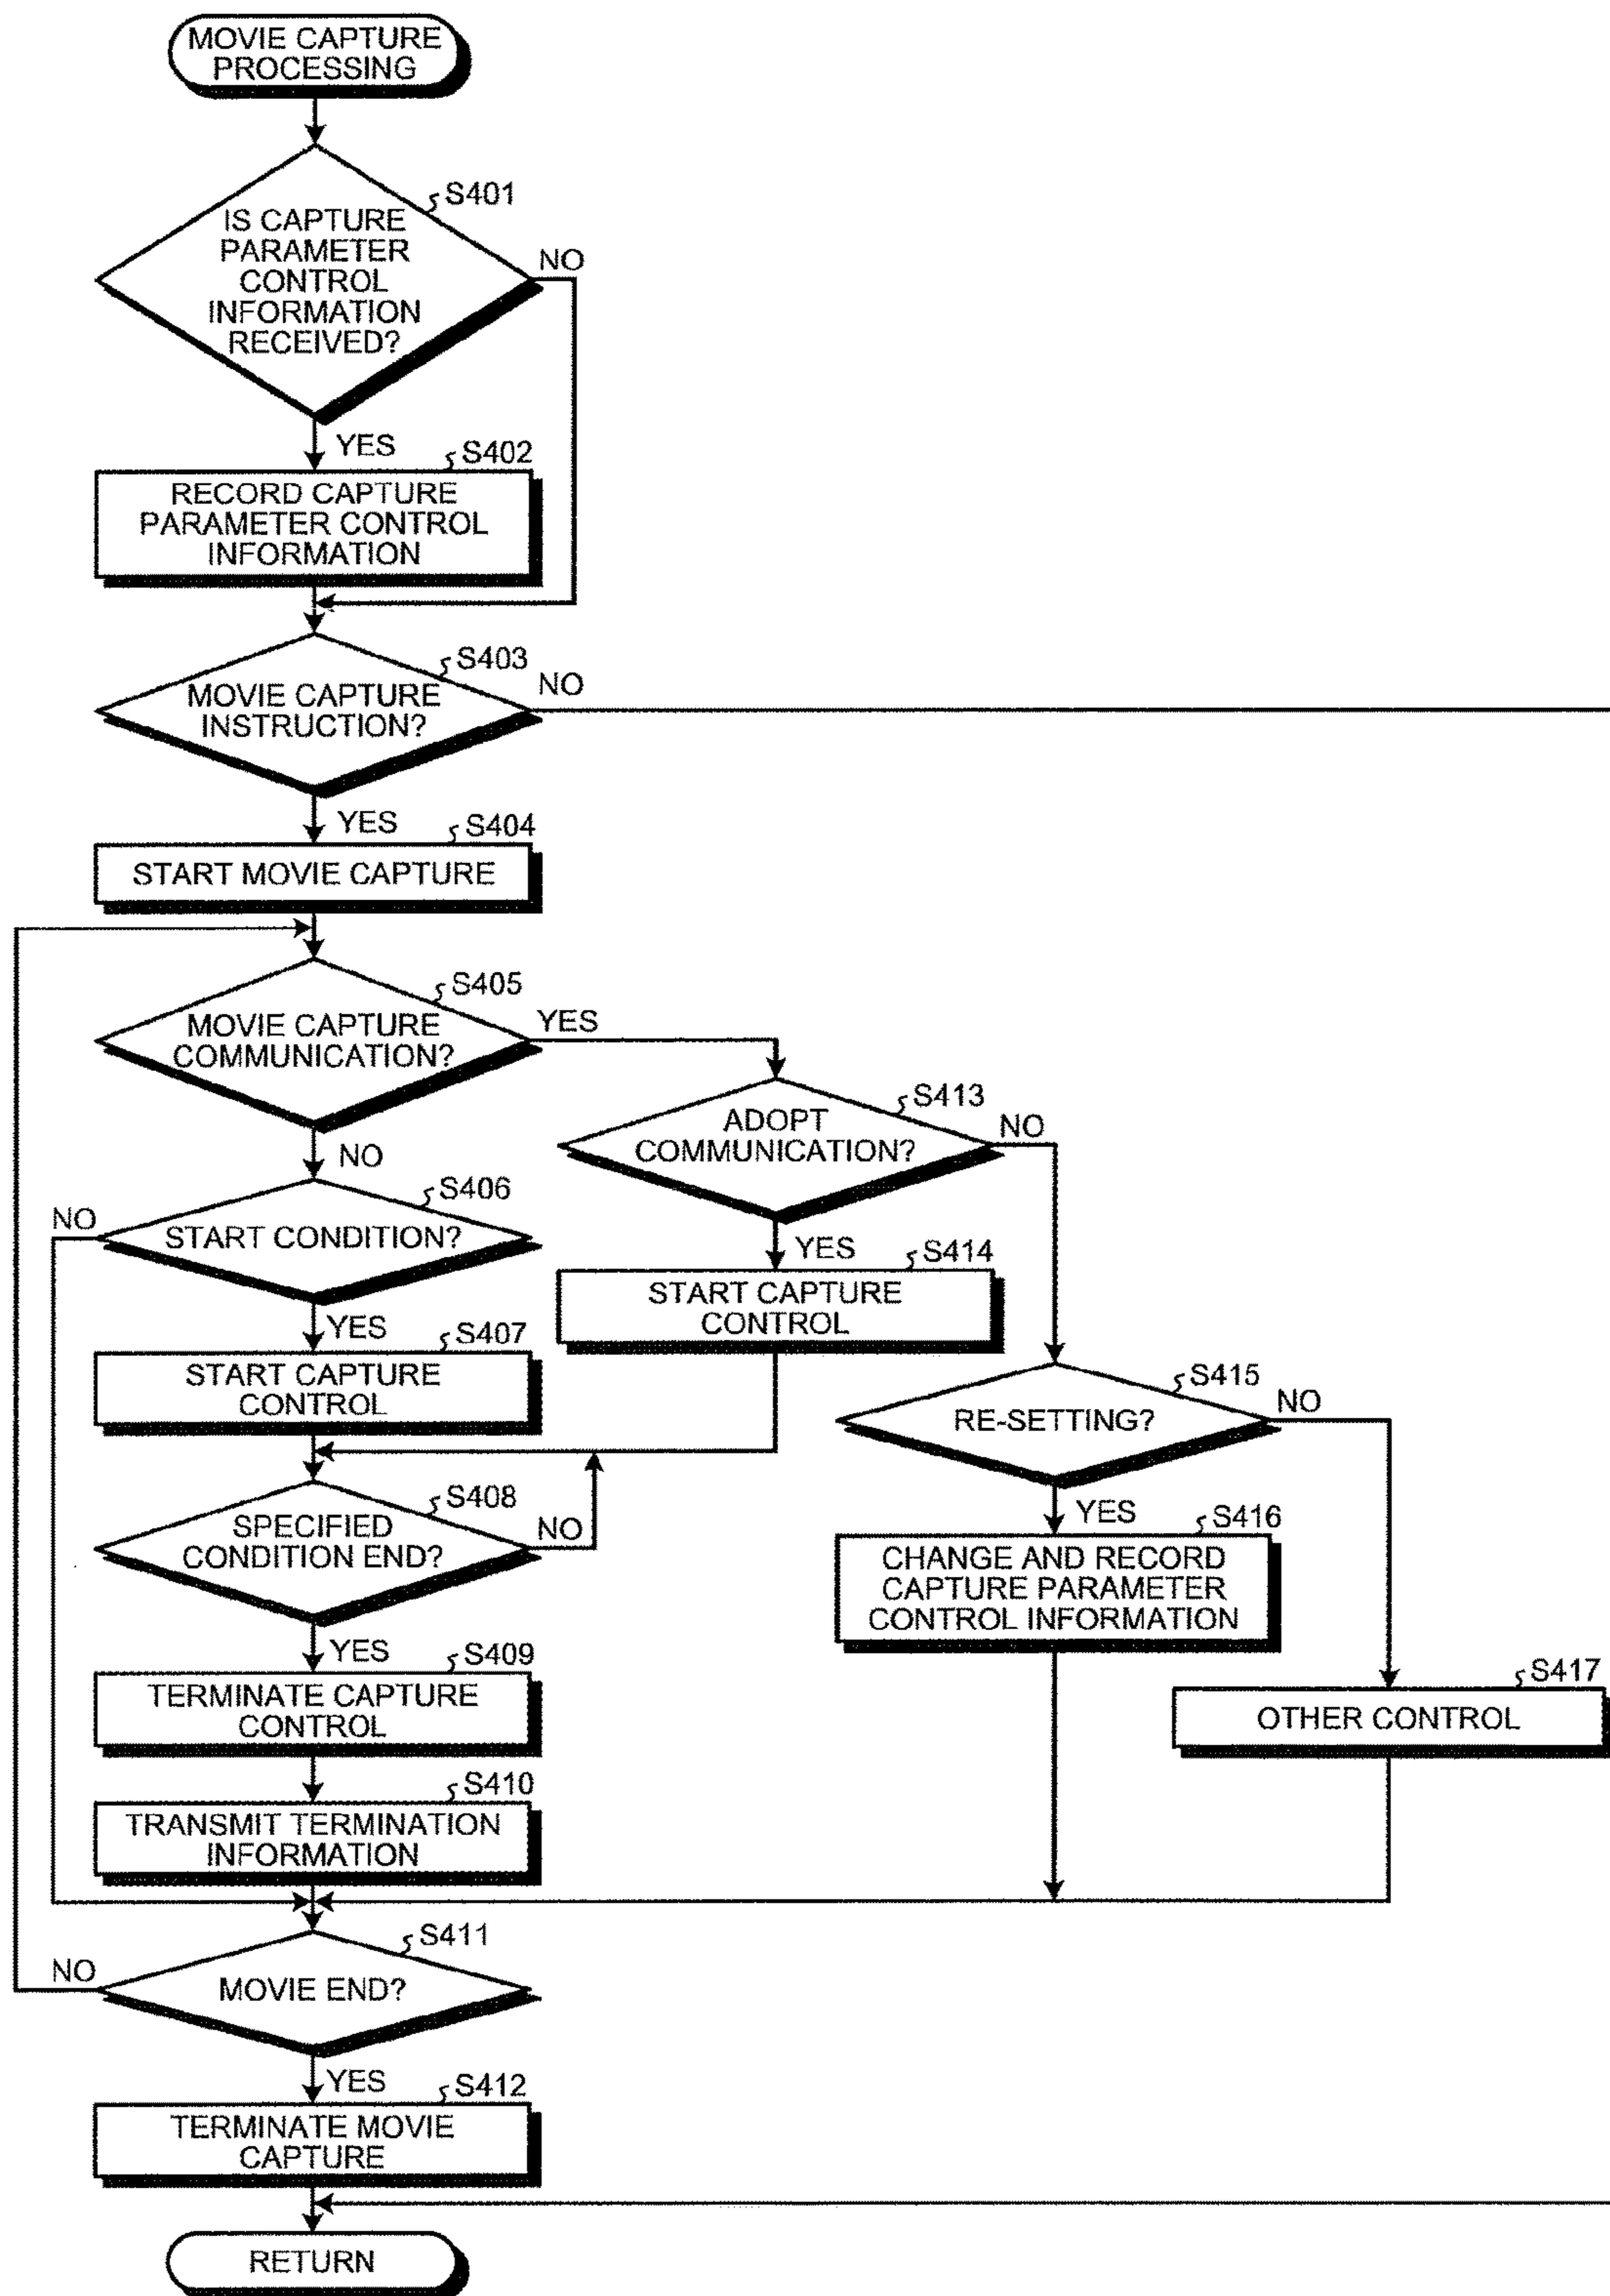 MOVIE CAPTURE
PROCESSING
S401
IS CAPTURE
PARAMETER
CONTROL
INFORMATION
RECEIVED?
NO
YES
S402
RECORD CAPTURE
PARAMETER CONTROL
INFORMATION
S403
MOVIE CAPTURE
INSTRUCTION?
NO
YES
S404
START MOVIE CAPTURE
S405
MOVIE CAPTURE
COMMUNICATION?
YES
NO
S413
ADOPT
COMMUNICATION?
NO
YES
S406
START CONDITION?
NO
YES
S414
START CAPTURE
CONTROL
S407
START CAPTURE
CONTROL
S415
RE-SETTING?
NO
YES
S408
SPECIFIED
CONDITION END?
NO
YES
S416
CHANGE AND RECORD
CAPTURE PARAMETER
CONTROL INFORMATION
S409
TERMINATE CAPTURE
CONTROL
S417
OTHER CONTROL
S410
TRANSMIT TERMINATION
INFORMATION
S411
MOVIE END?
NO
YES
S412
TERMINATE MOVIE
CAPTURE
RETURN